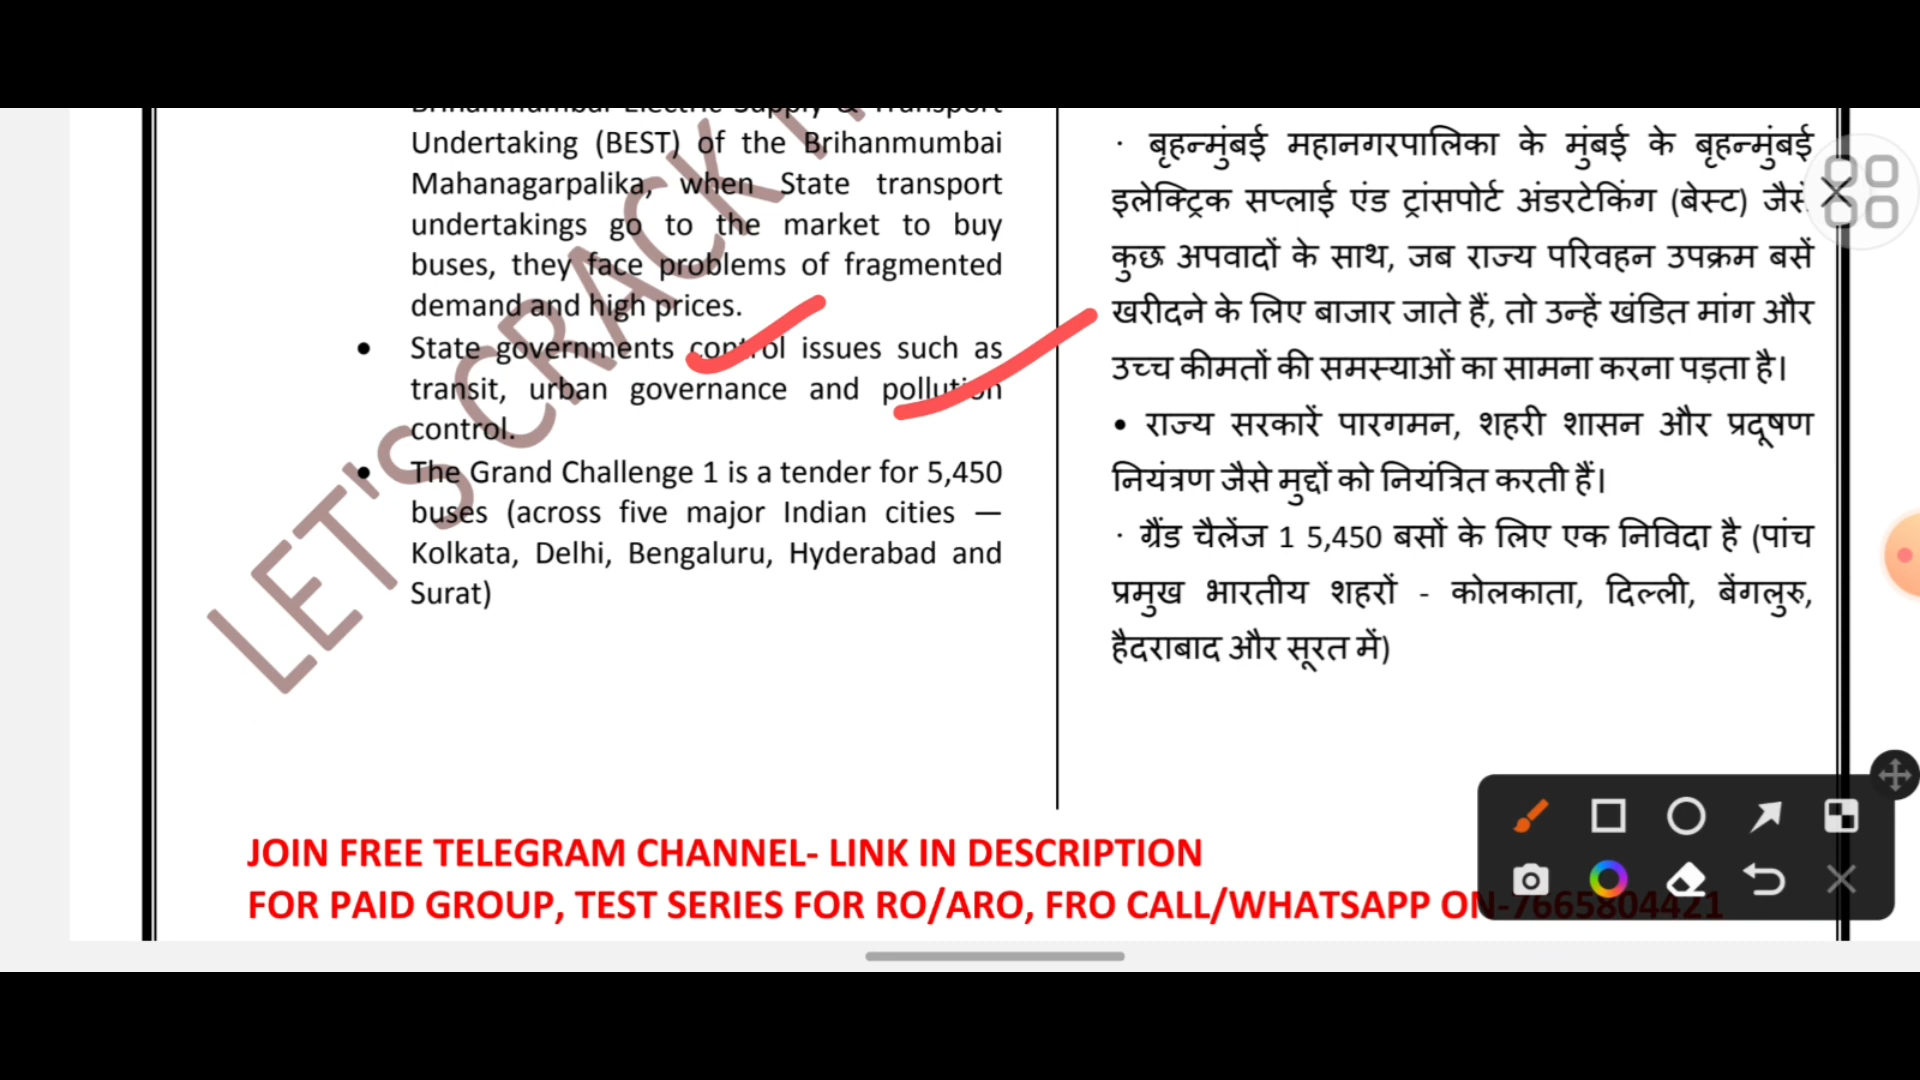 Brihanmumbai Electric Supply & Transport
Undertaking (BEST) of the Brihanmumbai
Mahanagarpalika, when State transport
undertakings go to the market to buy
buses, they face problems of fragmented
demand and high prices.
• State governments control issues such as
transit, urban governance and pollution
control.
• The Grand Challenge 1 is a tender for 5,450
buses (across five major Indian cities —
Kolkata, Delhi, Bengaluru, Hyderabad and
Surat)
· बृहन्मुंबई महानगरपालिका के मुंबई के बृहन्मुंबई
इलेक्ट्रिक सप्लाई एंड ट्रांसपोर्ट अंडरटेकिंग (बेस्ट) जैसे
कुछ अपवादों के साथ, जब राज्य परिवहन उपक्रम बसें
खरीदने के लिए बाजार जाते हैं, तो उन्हें खंडित मांग और
उच्च कीमतों की समस्याओं का सामना करना पड़ता है।
• राज्य सरकारें पारगमन, शहरी शासन और प्रदूषण
नियंत्रण जैसे मुद्दों को नियंत्रित करती हैं।
· ग्रैंड चैलेंज 1 5,450 बसों के लिए एक निविदा है (पांच
प्रमुख भारतीय शहरों - कोलकाता, दिल्ली, बेंगलुरु,
हैदराबाद और सूरत में)
LET'S CRACK
JOIN FREE TELEGRAM CHANNEL- LINK IN DESCRIPTION
FOR PAID GROUP, TEST SERIES FOR RO/ARO, FRO CALL/WHATSAPP ON-7665804421